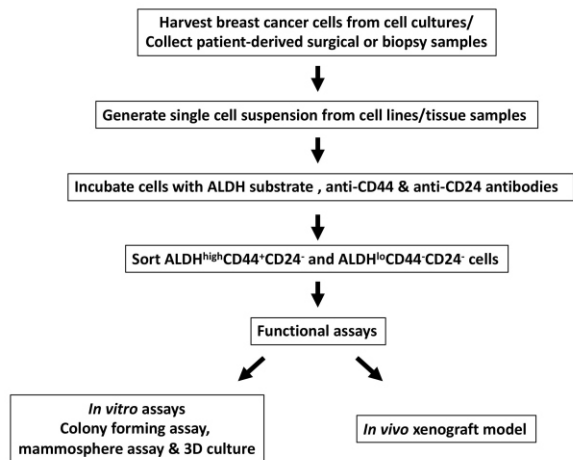 Harvest breast cancer cells from cell cultures/
Collect patient-derived surgical or biopsy samples
Generate single cell suspension from cell lines/tissue samples
Incubate cells with ALDH substrate , anti-CD44 & anti-CD24 antibodies
Sort ALDHʰⁱᵍʰCD44⁺CD24⁻ and ALDHˡᵒCD44⁻CD24⁻ cells
Functional assays
In vitro assays
Colony forming assay,
mammosphere assay & 3D culture
In vivo xenograft model